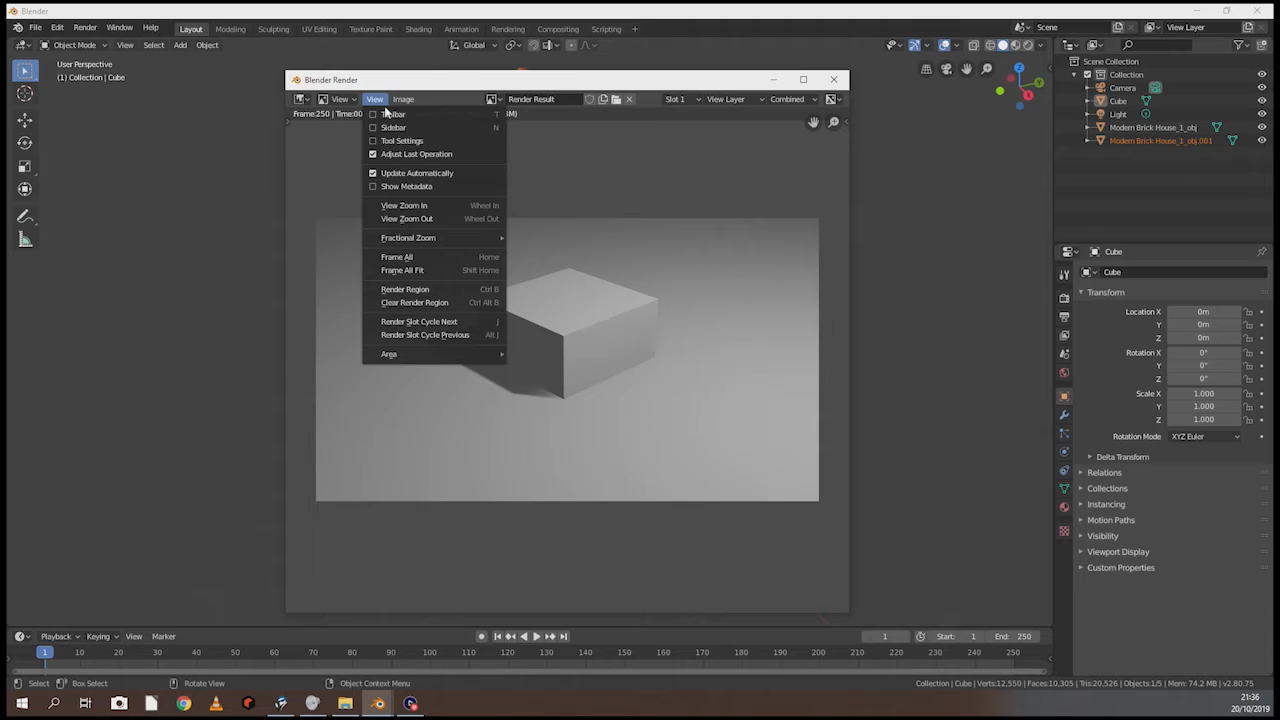 Blender
File Edit Render Window Help Layout Modeling Sculpting UV Editing Texture Paint Shading Animation Rendering Compositing Scripting + Scene View Layer
Object Mode View Select Add Object Global
User Perspective
(1) Collection | Cube
Scene Collection
Collection
Camera
Cube
Light
Modern Brick House_1_obj
Modern Brick House_1_obj.001
Blender Render
View View Image Render Result Slot 1 View Layer Combined
Frame:250 | Time:00
Toolbar T
Sidebar N
Tool Settings
Adjust Last Operation
Update Automatically
Show Metadata
View Zoom In Wheel In
View Zoom Out Wheel Out
Fractional Zoom
Frame All Home
Frame All Fit Shift Home
Render Region Ctrl B
Clear Render Region Ctrl Alt B
Render Slot Cycle Next J
Render Slot Cycle Previous Alt J
Area
Z
Y
X
Cube
Cube
Transform
Location X 0m
Y 0m
Z 0m
Rotation X 0°
Y 0°
Z 0°
Scale X 1.000
Y 1.000
Z 1.000
Rotation Mode XYZ Euler
Delta Transform
Relations
Collections
Instancing
Motion Paths
Visibility
Viewport Display
Custom Properties
Playback Keying View Marker 1 Start: 1 End: 250
1 10 20 30 40 50 60 70 80 90 100 110 120 130 140 150 160 170 180 190 200 210 220 230 240 250
Select Box Select Rotate View Object Context Menu Collection | Cube | Verts:12,550 | Faces:10,305 | Tris:20,526 | Objects:1/5 | Mem: 74.2 MB | v2.80.75
21:36
20/10/2019